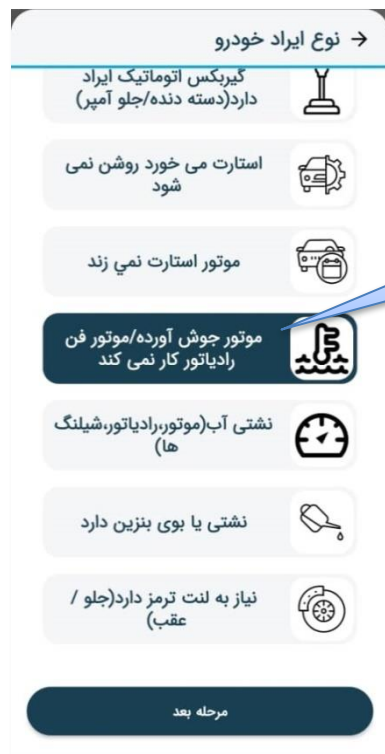 نوع ایراد خودرو
گیربکس اتوماتیک ایراد
دارد(دسته دنده/جلو آمپر)
استارت می خورد روشن نمی
شود
موتور استارت نمي زند
موتور جوش آورده/موتور فن
رادیاتور کار نمی کند
نشتی آب(موتور،رادیاتور،شیلنگ
ها)
نشتی یا بوی بنزین دارد
نیاز به لنت ترمز دارد(جلو /
عقب)
مرحله بعد